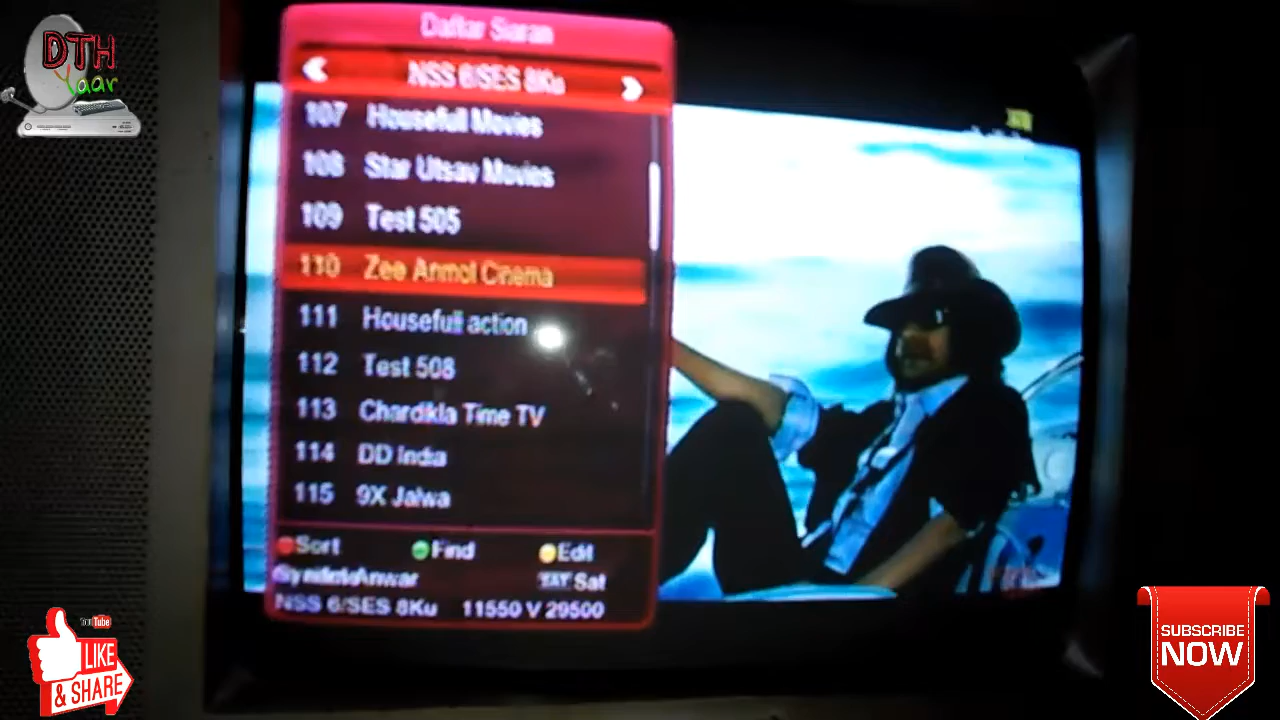 DTH
Yaar
Daftar Siaran
NSS 6/SES 8Ku
107 Housefull Movies
108 Star Utsav Movies
109 Test 505
110 Zee Anmol Cinema
111 Housefull action
112 Test 508
113 Chardikla Time TV
114 DD India
115 9X Jalwa
Sort Find Edit
Sat
NSS 6/SES 8Ku 11550 V 29500
YouTube
LIKE
& SHARE
SUBSCRIBE
NOW